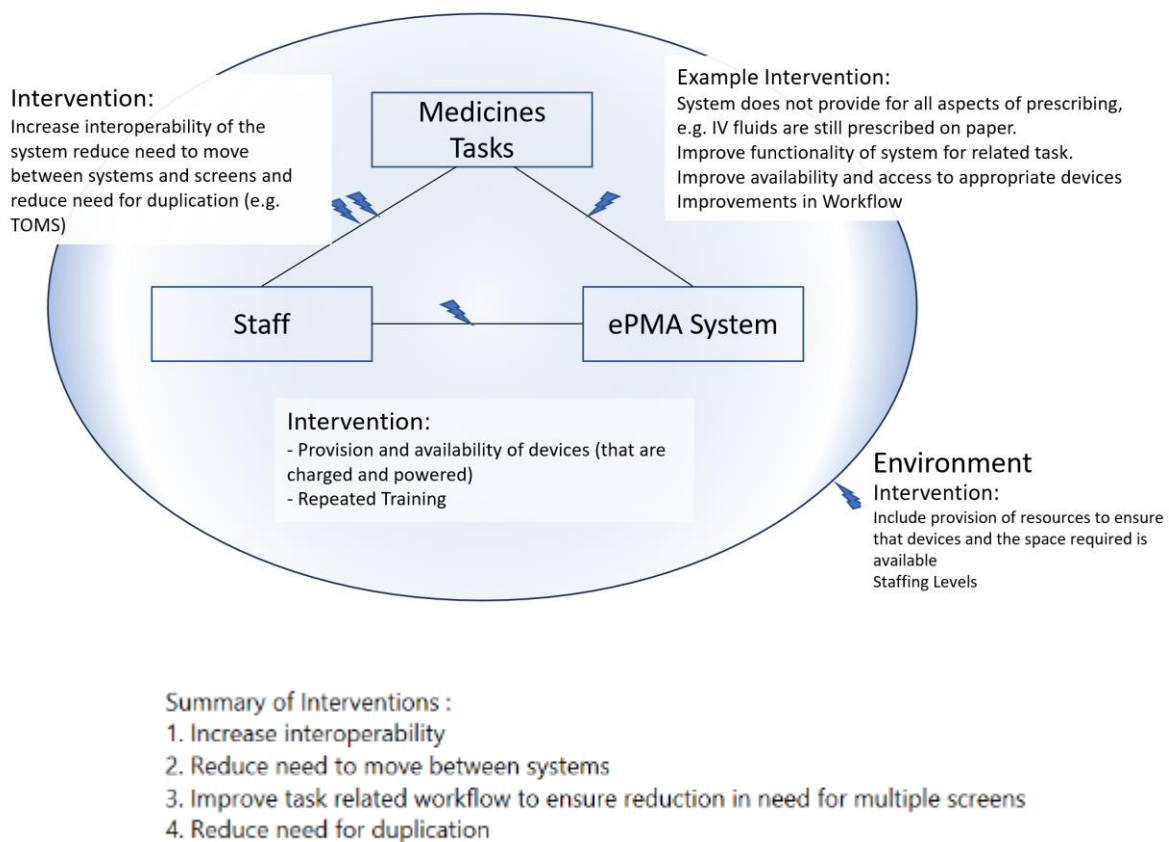 Intervention:
Increase interoperability of the
system reduce need to move
between systems and screens and
reduce need for duplication (e.g.
TOMS)
Medicines
Tasks
Example Intervention:
System does not provide for all aspects of prescribing,
e.g. IV fluids are still prescribed on paper.
Improve functionality of system for related task.
Improve availability and access to appropriate devices
Improvements in Workflow
Staff
ePMA System
Intervention:
- Provision and availability of devices (that are
charged and powered)
- Repeated Training
Environment
Intervention:
Include provision of resources to ensure
that devices and the space required is
available
Staffing Levels
Summary of Interventions :
1. Increase interoperability
2. Reduce need to move between systems
3. Improve task related workflow to ensure reduction in need for multiple screens
4. Reduce need for duplication